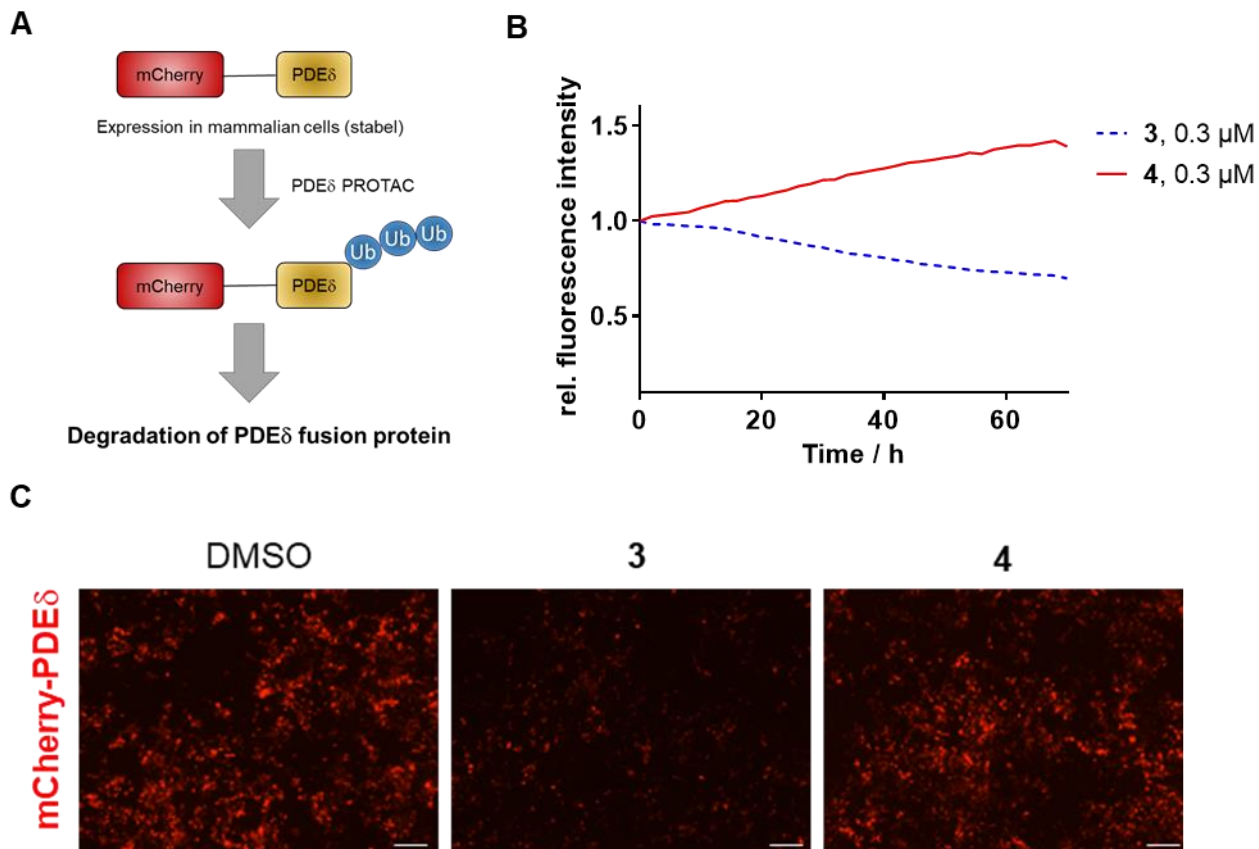 A
mCherry PDEδ
Expression in mammalian cells (stabel)
PDEδ PROTAC
Ub Ub Ub
mCherry PDEδ
Degradation of PDEδ fusion protein
B
rel. fluorescence intensity
1.5
1.0
0.5
0 20 40 60
Time / h
3, 0.3 µM
4, 0.3 µM
C
DMSO 3 4
mCherry-PDEδ